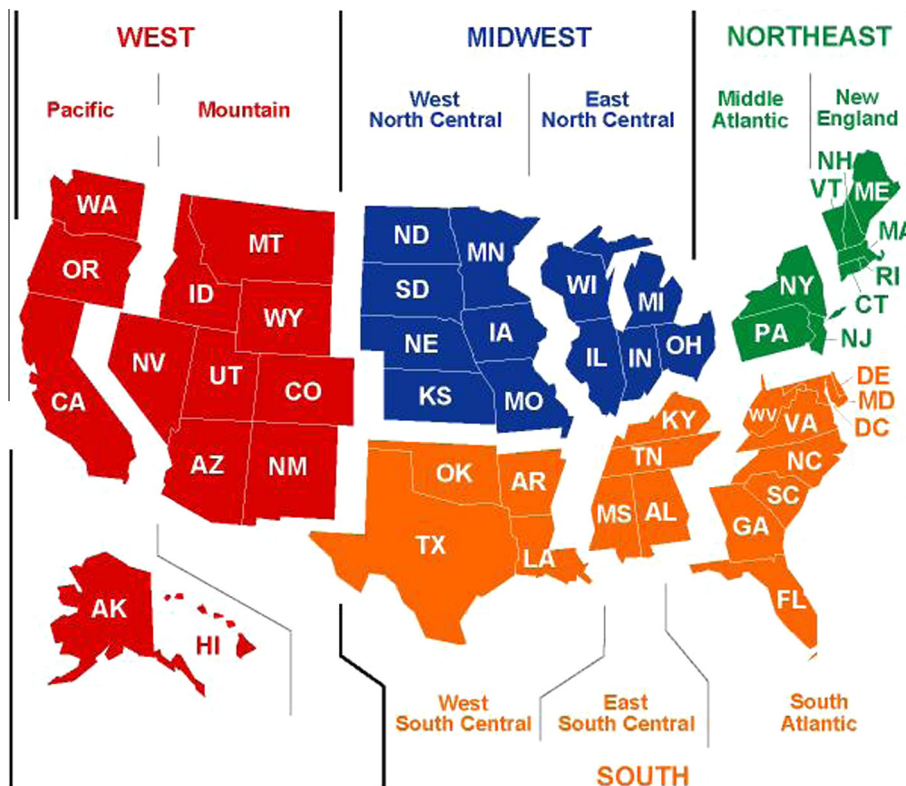 WEST
MIDWEST
NORTHEAST
Pacific
Mountain
West
North Central
East
North Central
Middle
Atlantic
New
England
WA
OR
CA
NV
ID
MT
WY
UT
CO
AZ
NM
AK
HI
ND
SD
NE
KS
MN
IA
MO
WI
IL
MI
IN
OH
NH
VT
ME
MA
RI
CT
NY
PA
NJ
OK
TX
AR
LA
KY
TN
MS
AL
DE
MD
DC
WV
VA
NC
SC
GA
FL
West
South Central
East
South Central
South
Atlantic
SOUTH